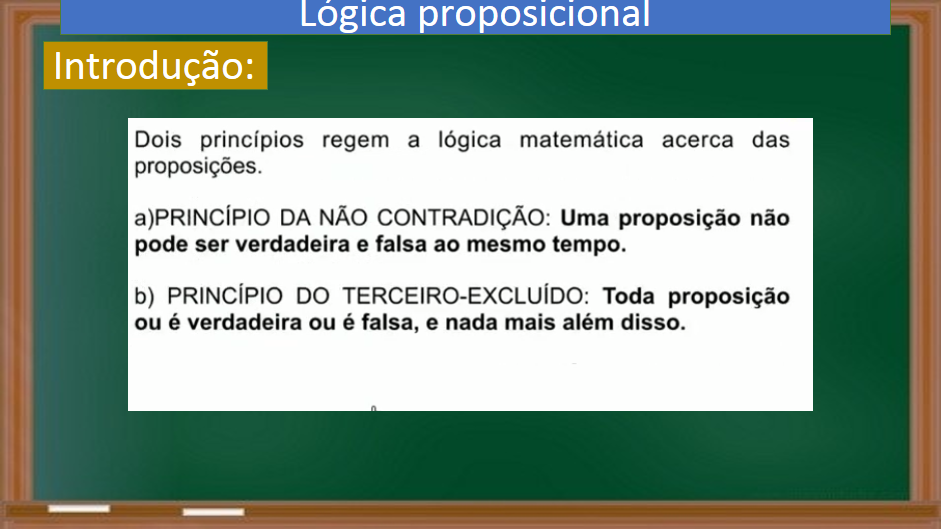 Lógica proposicional
Introdução:
Dois princípios regem a lógica matemática acerca das
proposições.
a)PRINCÍPIO DA NÃO CONTRADIÇÃO: Uma proposição não
pode ser verdadeira e falsa ao mesmo tempo.
b) PRINCÍPIO DO TERCEIRO-EXCLUÍDO: Toda proposição
ou é verdadeira ou é falsa, e nada mais além disso.